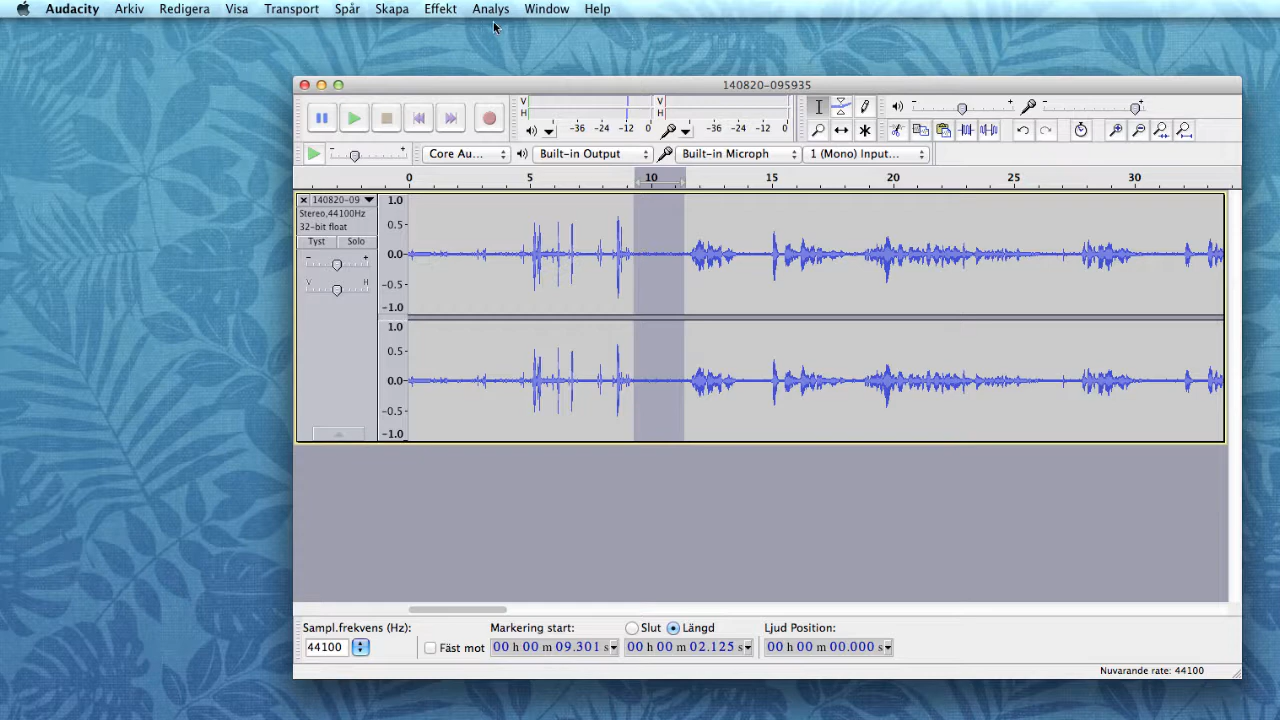 Audacity Arkiv Redigera Visa Transport Spår Skapa Effekt Analys Window Help
140820-095935
V V
H H
-36 -24 -12 0 -36 -24 -12 0
Core Au... Built-in Output Built-in Microph 1 (Mono) Input...
0 5 10 15 20 25 30
140820-09
Stereo,44100Hz
32-bit float
Tyst Solo
- +
V H
1.0
0.5
0.0
-0.5
-1.0
1.0
0.5
0.0
-0.5
-1.0
Sampl.frekvens (Hz): Markering start: Slut Längd Ljud Position:
44100 Fäst mot 00 h 00 m 09.301 s 00 h 00 m 02.125 s 00 h 00 m 00.000 s
Nuvarande rate: 44100